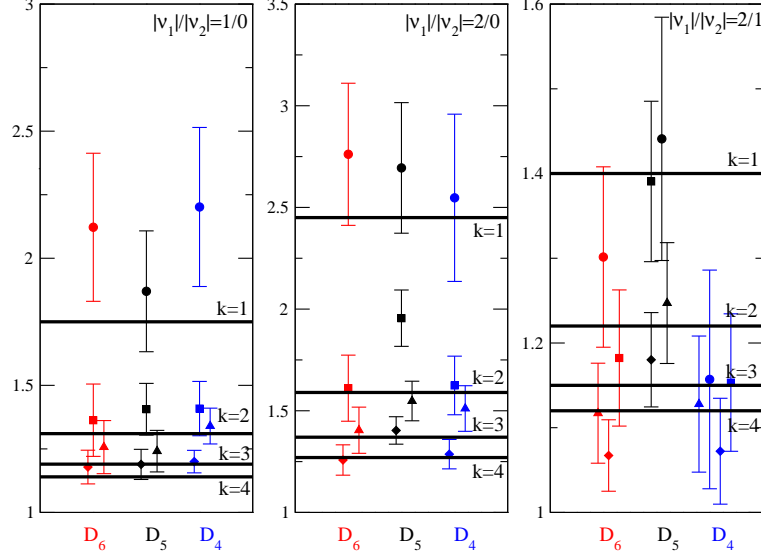 3
2.5
2
1.5
1
|ν₁|/|ν₂|=1/0
k=1
k=2
k=3
k=4
D₆
D₅
D₄
3.5
3
2.5
2
1.5
1
|ν₁|/|ν₂|=2/0
k=1
k=2
k=3
k=4
D₆
D₅
D₄
1.6
1.4
1.2
1
|ν₁|/|ν₂|=2/1
k=1
k=2
k=3
k=4
D₆
D₅
D₄